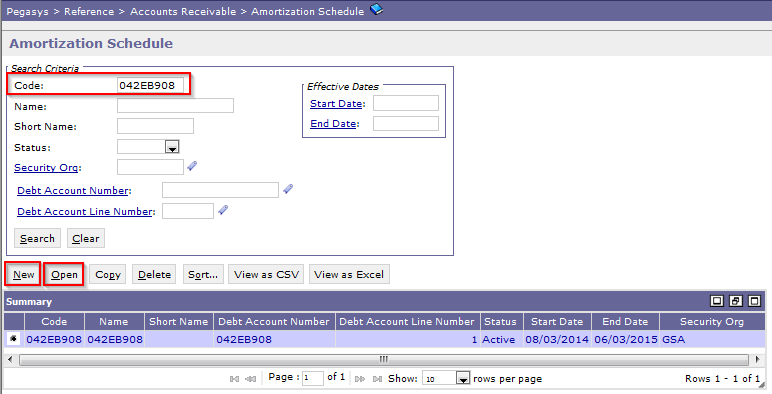 Pegasys > Reference > Accounts Receivable > Amortization Schedule
Amortization Schedule
Search Criteria
Code: 042EB908
Effective Dates
Name:
Start Date:
Short Name:
End Date:
Status:
Security Org:
Debt Account Number:
Debt Account Line Number:
Search Clear
New Open Copy Delete Sort... View as CSV View as Excel
Summary
Code Name Short Name Debt Account Number Debt Account Line Number Status Start Date End Date Security Org
042EB908 042EB908 042EB908 1 Active 08/03/2014 06/03/2015 GSA
Page : 1 of 1 Show: 10 rows per page Rows 1 - 1 of 1